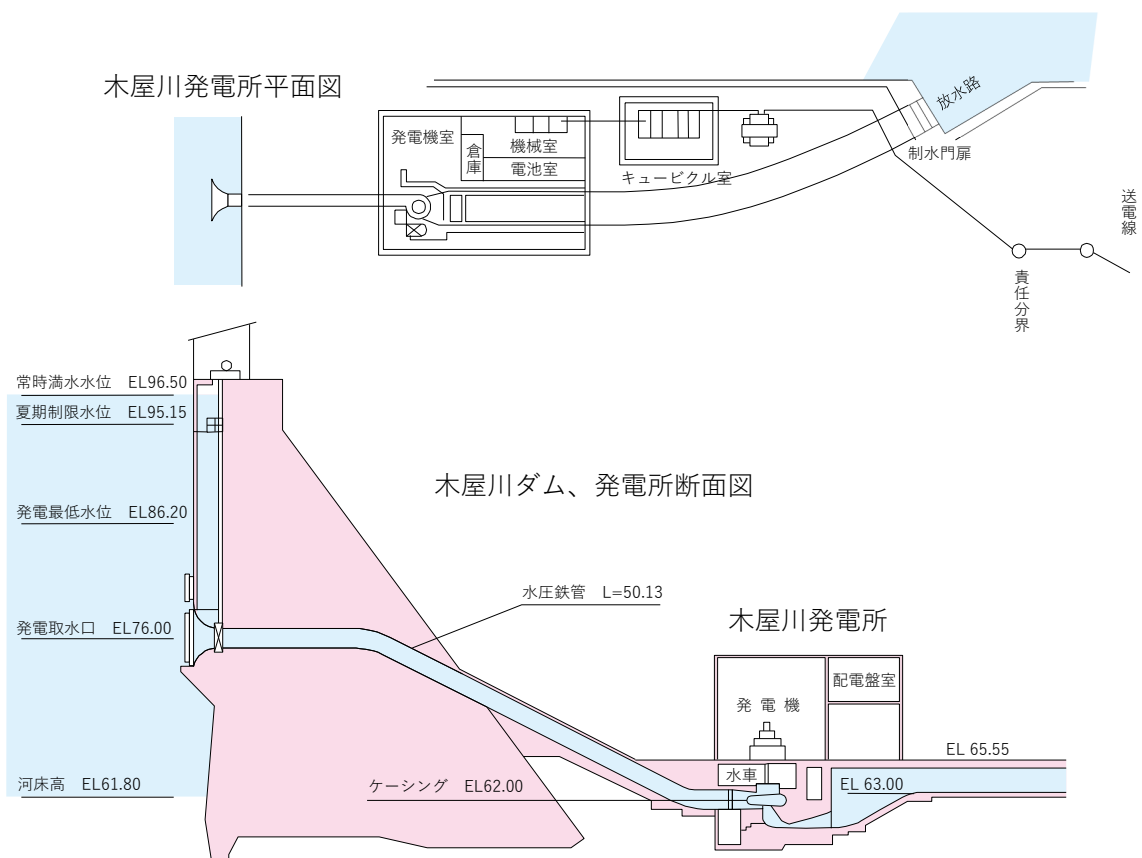 木屋川発電所平面図
発電機室
倉庫
機械室
電池室
キュービクル室
放水路
制水門扉
送電線
責任分界
常時満水水位 EL96.50
夏期制限水位 EL95.15
木屋川ダム、発電所断面図
発電最低水位 EL86.20
水圧鉄管 L=50.13
発電取水口 EL76.00
木屋川発電所
配電盤室
発電機
EL 65.55
水車
河床高 EL61.80
ケーシング EL62.00
EL 63.00